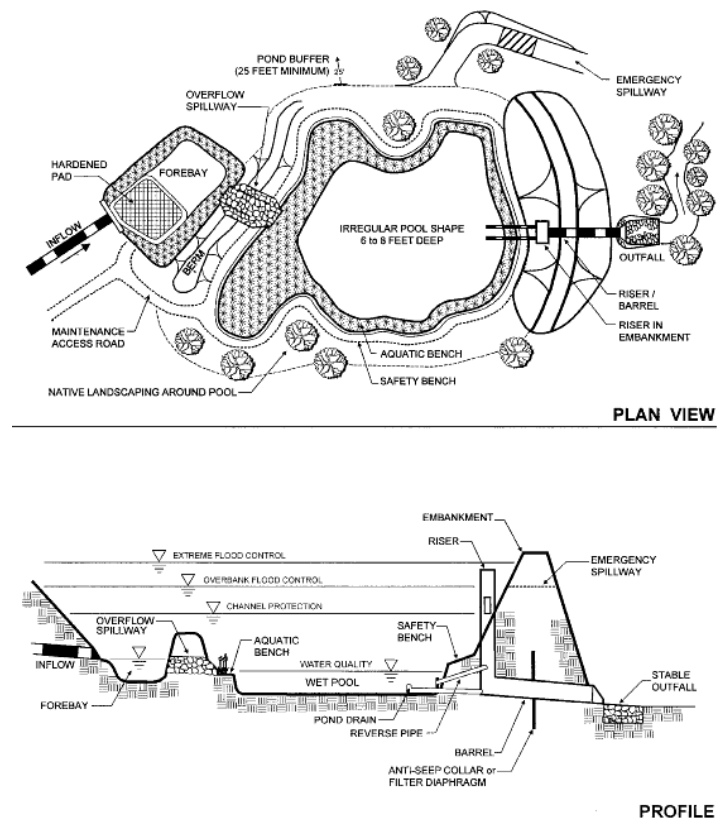 POND BUFFER
(25 FEET MINIMUM)
25'
EMERGENCY
SPILLWAY
OVERFLOW
SPILLWAY
HARDENED
PAD
FOREBAY
INFLOW
BERM
IRREGULAR POOL SHAPE
6 to 8 FEET DEEP
OUTFALL
RISER /
BARREL
RISER IN
EMBANKMENT
MAINTENANCE
ACCESS ROAD
AQUATIC BENCH
SAFETY BENCH
NATIVE LANDSCAPING AROUND POOL
PLAN VIEW
EMBANKMENT
RISER
EXTREME FLOOD CONTROL
EMERGENCY
SPILLWAY
OVERBANK FLOOD CONTROL
CHANNEL PROTECTION
OVERFLOW
SPILLWAY
SAFETY
BENCH
AQUATIC
BENCH
INFLOW
WATER QUALITY
STABLE
OUTFALL
WET POOL
FOREBAY
POND DRAIN
REVERSE PIPE
BARREL
ANTI-SEEP COLLAR or
FILTER DIAPHRAGM
PROFILE